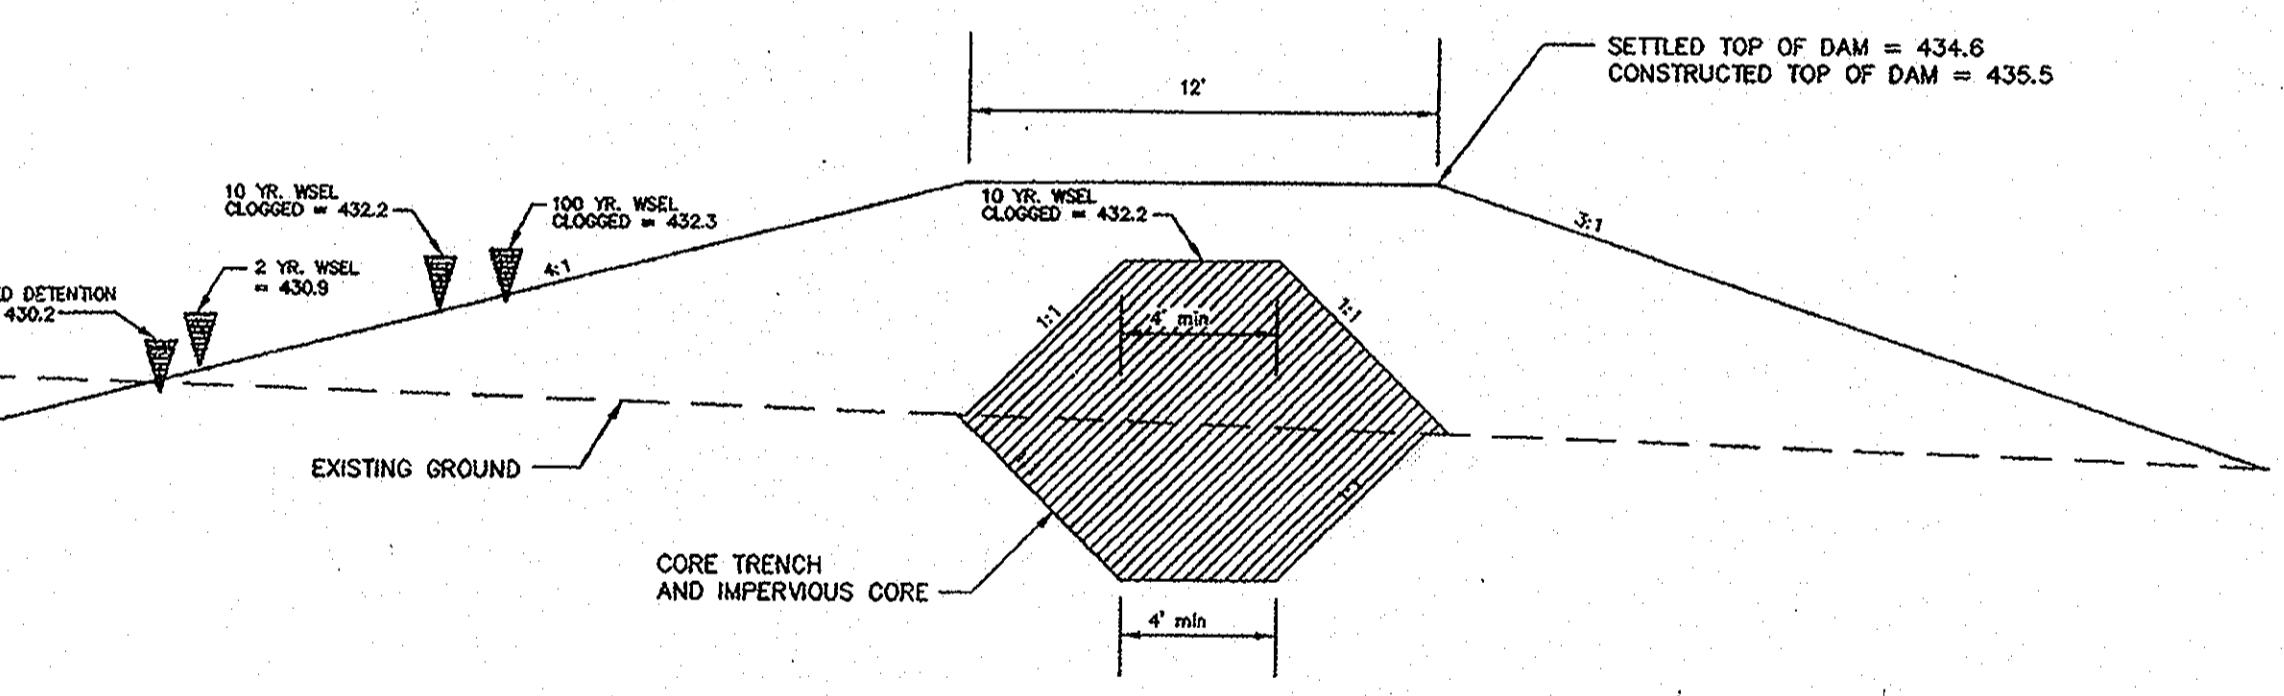 SETTLED TOP OF DAM = 434.6
CONSTRUCTED TOP OF DAM = 435.5
12'
10 YR. WSEL
CLOGGED = 432.2
100 YR. WSEL
CLOGGED = 432.3
10 YR. WSEL
CLOGGED = 432.2
3:1
2 YR. WSEL
= 430.9
4:1
D DETENTION
430.2
1:1
4' min
1:1
EXISTING GROUND
CORE TRENCH
AND IMPERVIOUS CORE
4' min